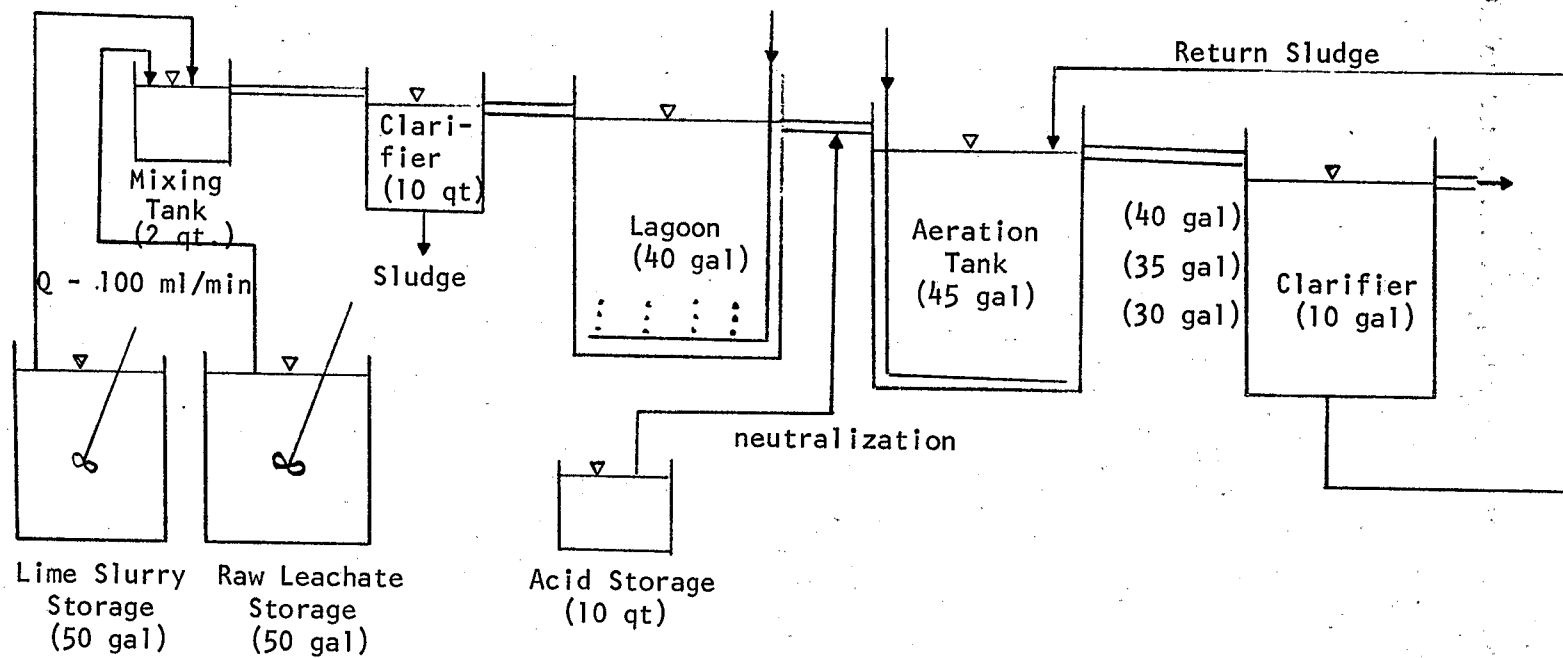 Return Sludge
Mixing
Tank
(2 qt.)
Clari-
fier
(10 qt)
Sludge
Lagoon
(40 gal)
Aeration
Tank
(45 gal)
(40 gal)
(35 gal)
(30 gal)
Clarifier
(10 gal)
Q - .100 ml/min
neutralization
Lime Slurry
Storage
(50 gal)
Raw Leachate
Storage
(50 gal)
Acid Storage
(10 qt)